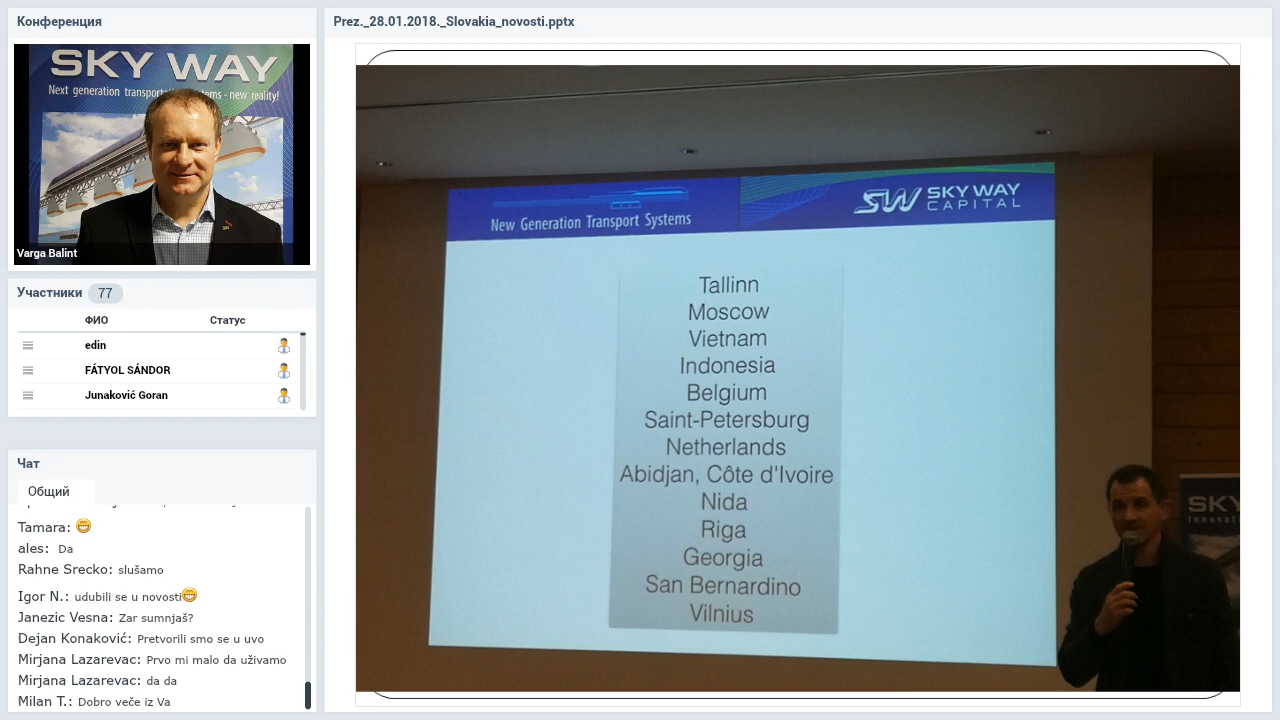 Конференция
SKY WAY
Next generation transportation systems - new reality!
Varga Balint
Участники 77
ФИО Статус
edin
FÁTYOL SÁNDOR
Junaković Goran
Чат
Общий
Tamara:
ales: Da
Rahne Srecko: slušamo
Igor N.: udubili se u novosti
Janezic Vesna: Zar sumnjaš?
Dejan Konaković: Pretvorili smo se u uvo
Mirjana Lazarevac: Prvo mi malo da uživamo
Mirjana Lazarevac: da da
Milan T.: Dobro veče iz Va
Prez._28.01.2018._Slovakia_novosti.pptx
New Generation Transport Systems
SW SKY WAY
CAPITAL
Tallinn
Moscow
Vietnam
Indonesia
Belgium
Saint-Petersburg
Netherlands
Abidjan, Côte d'Ivoire
Nida
Riga
Georgia
San Bernardino
Vilnius
SKY
Innovati